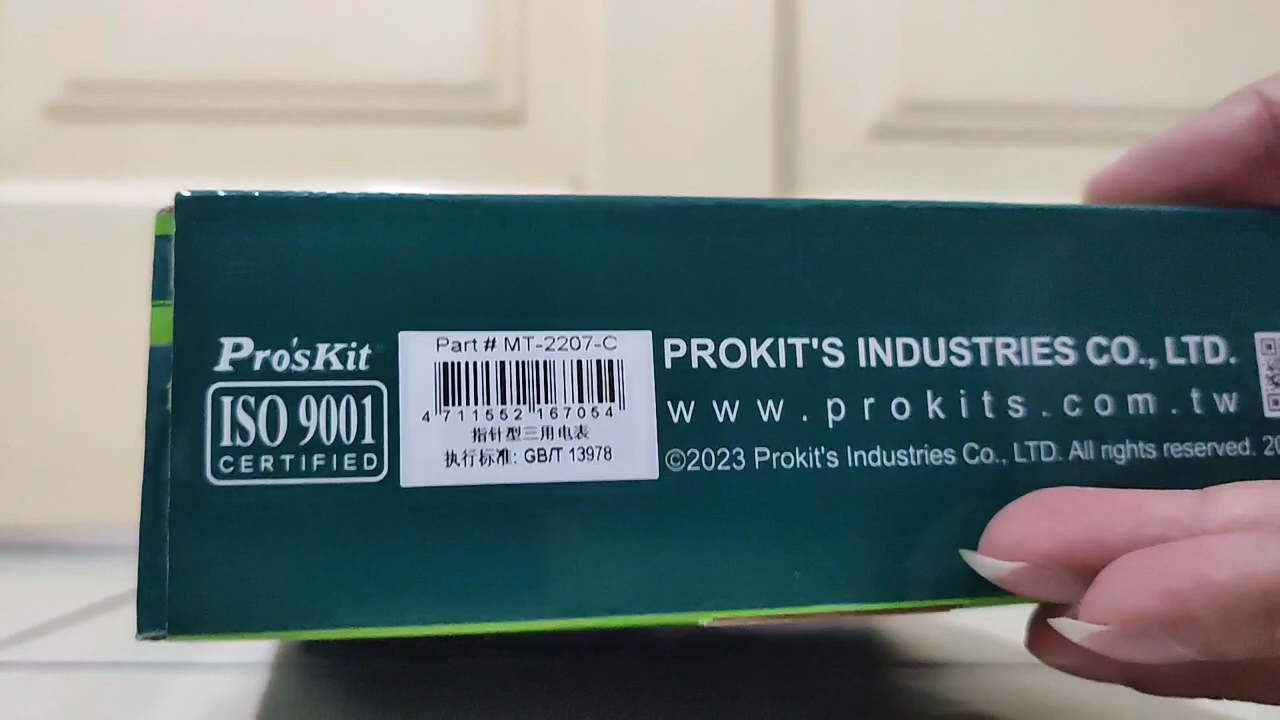 Pro'sKit
ISO 9001
CERTIFIED
Part # MT-2207-C
4 711552 167054
指针型三用电表
执行标准: GB/T 13978
PROKIT'S INDUSTRIES CO., LTD.
www.prokits.com.tw
©2023 Prokit's Industries Co., LTD. All rights reserved. 20